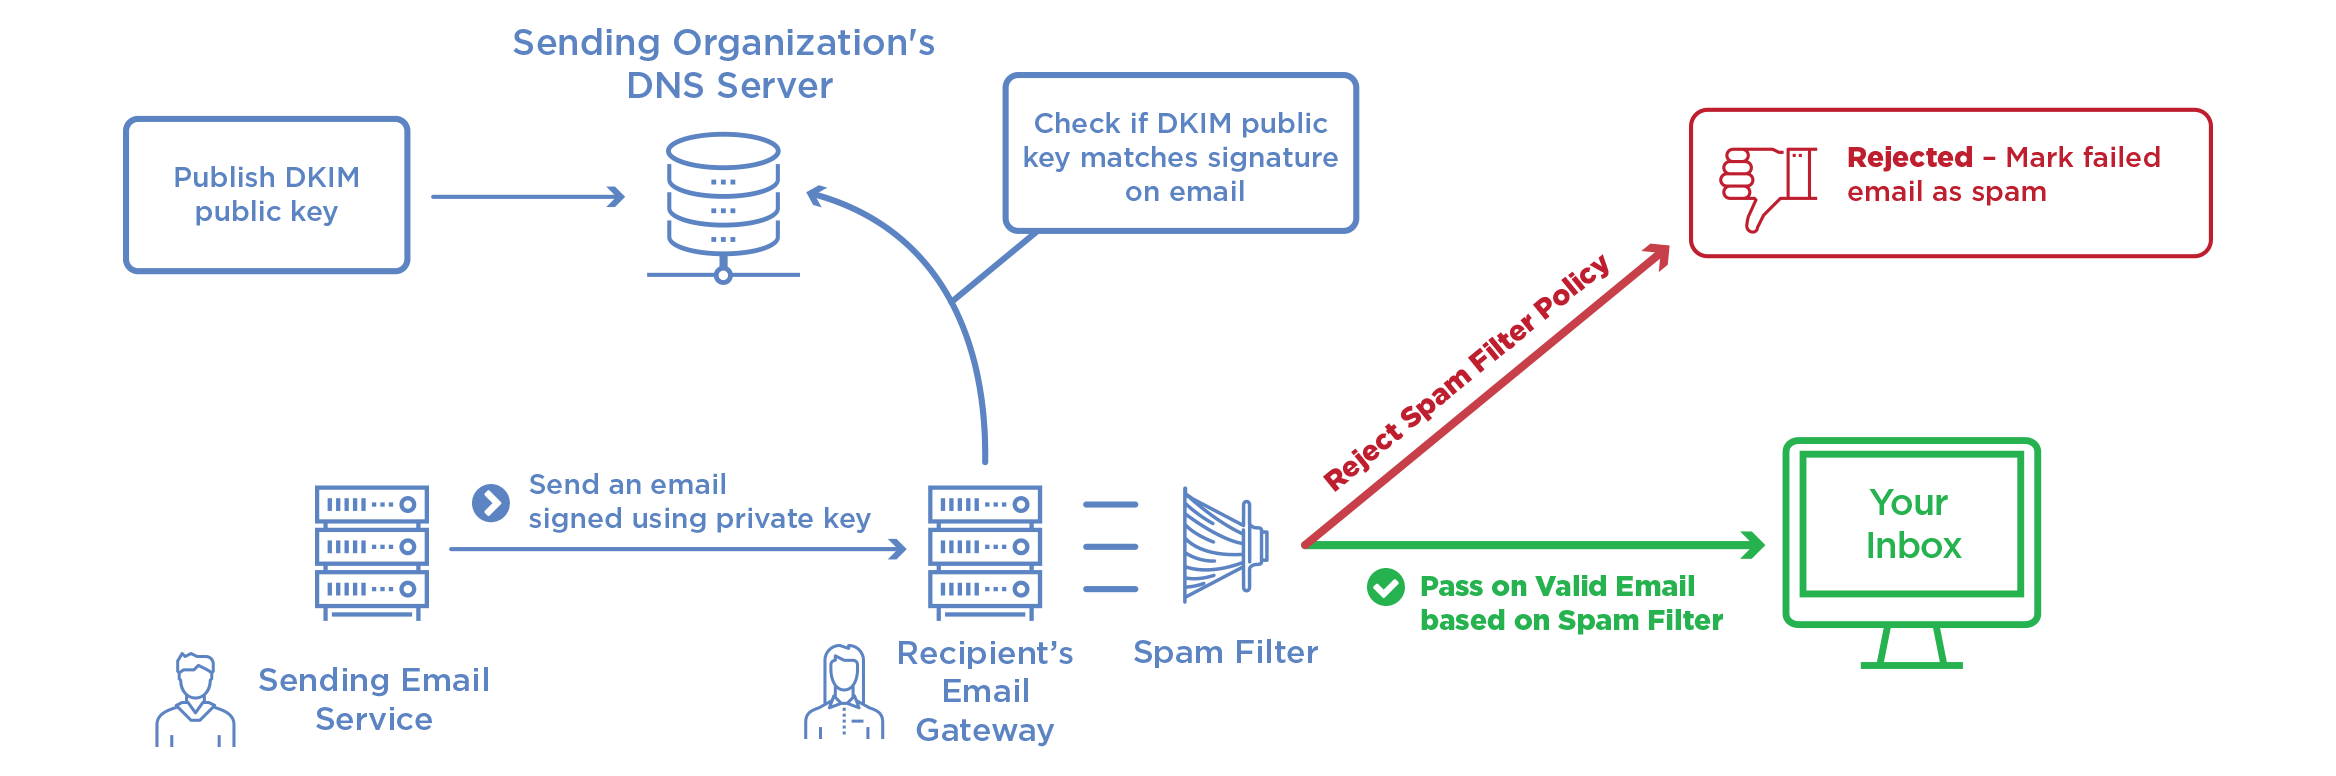 Sending Organization's
DNS Server
Publish DKIM
public key
Check if DKIM public
key matches signature
on email
Rejected – Mark failed
email as spam
Reject Spam Filter Policy
Send an email
signed using private key
Your
Inbox
Pass on Valid Email
based on Spam Filter
Sending Email
Service
Recipient’s
Email
Gateway
Spam Filter